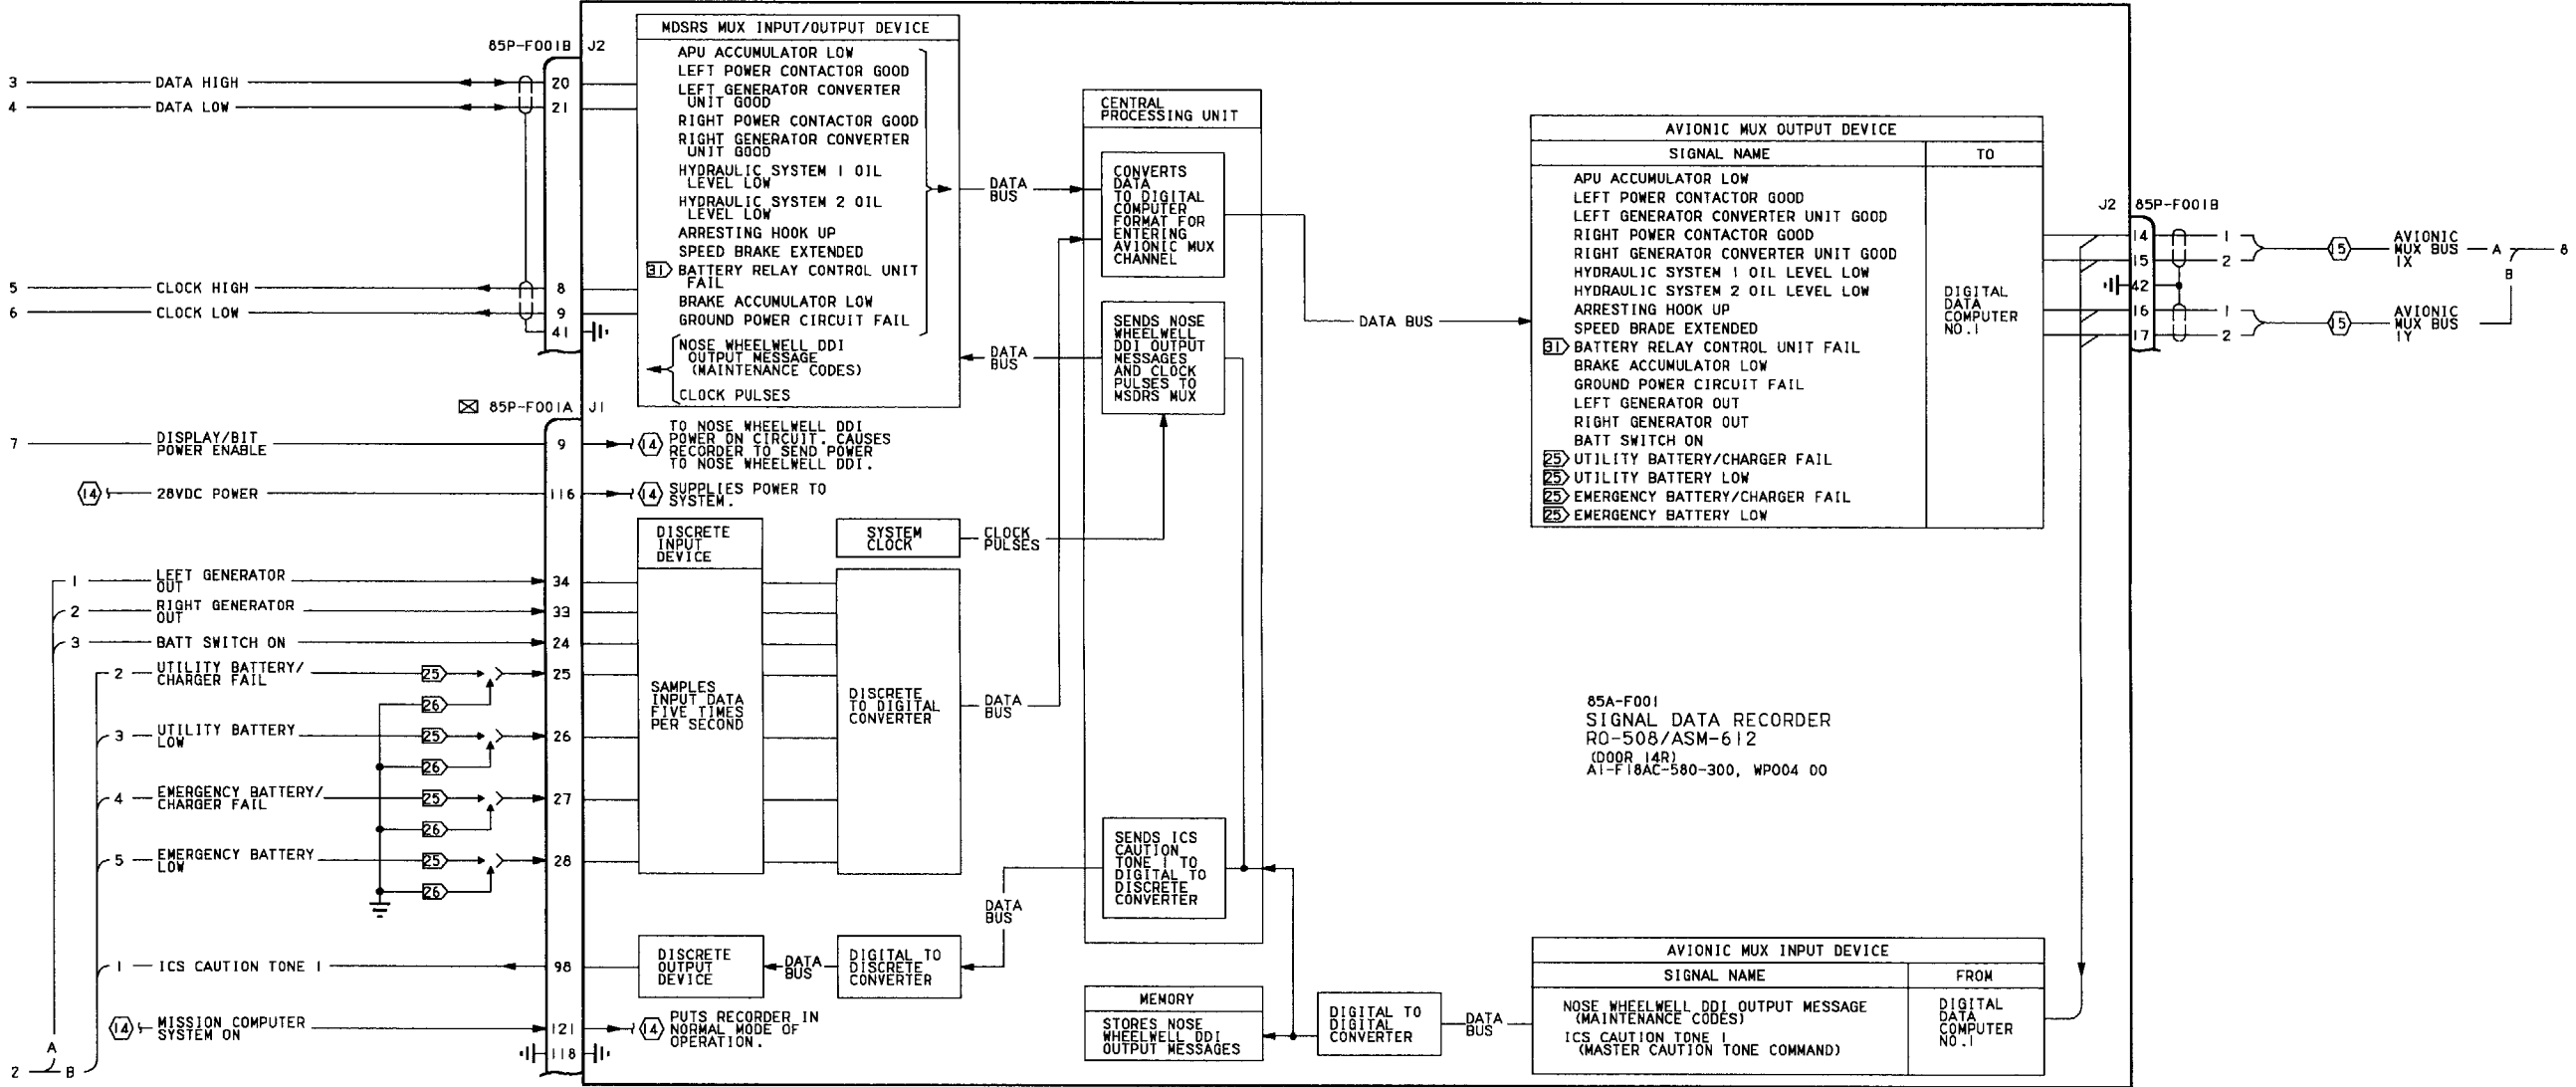 85P-F001B J2
3 DATA HIGH 20
4 DATA LOW 21
5 CLOCK HIGH 8
6 CLOCK LOW 9
41
MDSRS MUX INPUT/OUTPUT DEVICE
APU ACCUMULATOR LOW
LEFT POWER CONTACTOR GOOD
LEFT GENERATOR CONVERTER
UNIT GOOD
RIGHT POWER CONTACTOR GOOD
RIGHT GENERATOR CONVERTER
UNIT GOOD
HYDRAULIC SYSTEM 1 OIL
LEVEL LOW
HYDRAULIC SYSTEM 2 OIL
LEVEL LOW
ARRESTING HOOK UP
SPEED BRAKE EXTENDED
31 BATTERY RELAY CONTROL UNIT
FAIL
BRAKE ACCUMULATOR LOW
GROUND POWER CIRCUIT FAIL
NOSE WHEELWELL DDI
OUTPUT MESSAGE
(MAINTENANCE CODES)
CLOCK PULSES
DATA
BUS
DATA
BUS
CENTRAL
PROCESSING UNIT
CONVERTS
DATA
TO DIGITAL
COMPUTER
FORMAT FOR
ENTERING
AVIONIC MUX
CHANNEL
SENDS NOSE
WHEELWELL
DDI OUTPUT
MESSAGES
AND CLOCK
PULSES TO
MSDRS MUX
DATA BUS
AVIONIC MUX OUTPUT DEVICE
SIGNAL NAME TO
APU ACCUMULATOR LOW
LEFT POWER CONTACTOR GOOD
LEFT GENERATOR CONVERTER UNIT GOOD
RIGHT POWER CONTACTOR GOOD
RIGHT GENERATOR CONVERTER UNIT GOOD
HYDRAULIC SYSTEM 1 OIL LEVEL LOW
HYDRAULIC SYSTEM 2 OIL LEVEL LOW
ARRESTING HOOK UP
SPEED BRADE EXTENDED
31 BATTERY RELAY CONTROL UNIT FAIL
BRAKE ACCUMULATOR LOW
GROUND POWER CIRCUIT FAIL
LEFT GENERATOR OUT
RIGHT GENERATOR OUT
BATT SWITCH ON
25 UTILITY BATTERY/CHARGER FAIL
25 UTILITY BATTERY LOW
25 EMERGENCY BATTERY/CHARGER FAIL
25 EMERGENCY BATTERY LOW
DIGITAL
DATA
COMPUTER
NO.1
J2 85P-F001B
14 1
15 2
42
16 1
17 2
15 AVIONIC
MUX BUS
1X
A 8
B
15 AVIONIC
MUX BUS
1Y
85P-F001A J1
7 DISPLAY/BIT
POWER ENABLE
9 14 TO NOSE WHEELWELL DDI
POWER ON CIRCUIT. CAUSES
RECORDER TO SEND POWER
TO NOSE WHEELWELL DDI.
14 28VDC POWER 116 14 SUPPLIES POWER TO
SYSTEM.
1 LEFT GENERATOR
OUT
34
2 RIGHT GENERATOR
OUT
33
3 BATT SWITCH ON 24
2 UTILITY BATTERY/
CHARGER FAIL
25 25
26
3 UTILITY BATTERY
LOW
25 26
26
4 EMERGENCY BATTERY/
CHARGER FAIL
25 27
26
5 EMERGENCY BATTERY
LOW
25 28
26
DISCRETE
INPUT
DEVICE
SAMPLES
INPUT DATA
FIVE TIMES
PER SECOND
SYSTEM
CLOCK
CLOCK
PULSES
DISCRETE
TO DIGITAL
CONVERTER
DATA
BUS
85A-F001
SIGNAL DATA RECORDER
RO-508/ASM-612
(DOOR 14R)
A1-F18AC-580-300, WP004 00
SENDS ICS
CAUTION
TONE 1 TO
DIGITAL TO
DISCRETE
CONVERTER
DATA
BUS
1 ICS CAUTION TONE 1 98
DISCRETE
OUTPUT
DEVICE
DATA
BUS
DIGITAL TO
DISCRETE
CONVERTER
14 MISSION COMPUTER
SYSTEM ON
121 14 PUTS RECORDER IN
NORMAL MODE OF
OPERATION.
118
A
2 B
MEMORY
STORES NOSE
WHEELWELL DDI
OUTPUT MESSAGES
DIGITAL TO
DIGITAL
CONVERTER
DATA
BUS
AVIONIC MUX INPUT DEVICE
SIGNAL NAME FROM
NOSE WHEELWELL DDI OUTPUT MESSAGE
(MAINTENANCE CODES)
ICS CAUTION TONE 1
(MASTER CAUTION TONE COMMAND)
DIGITAL
DATA
COMPUTER
NO.1